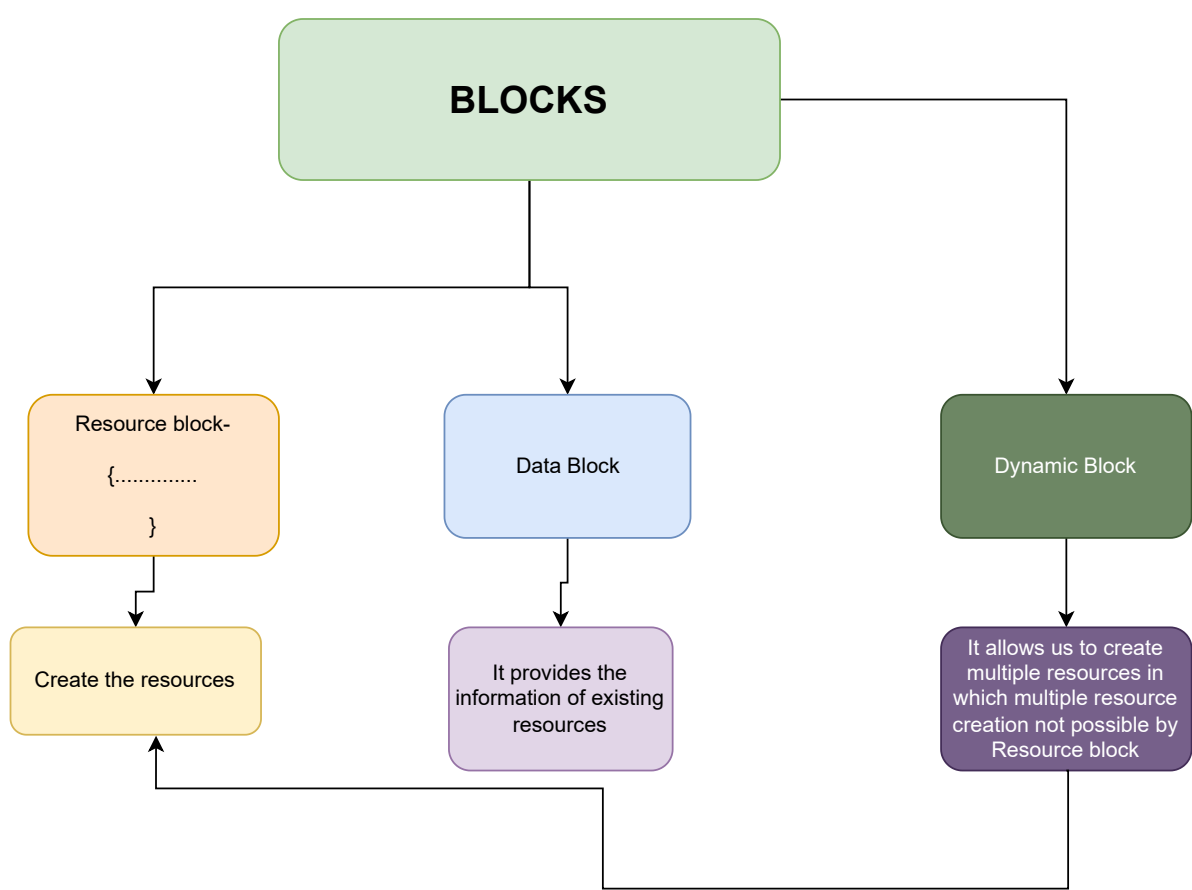 BLOCKS
Resource block-
{..............
}
Data Block
Dynamic Block
Create the resources
It provides the
information of existing
resources
It allows us to create
multiple resources in
which multiple resource
creation not possible by
Resource block